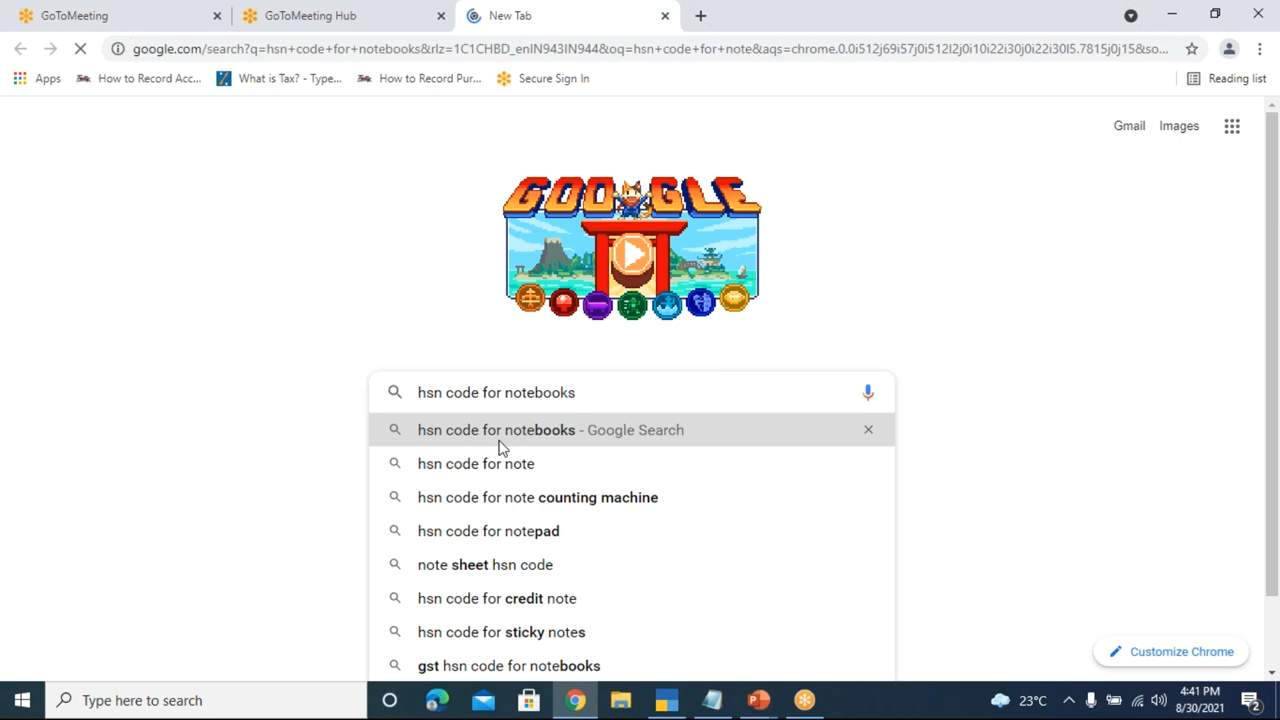 GoToMeeting
GoToMeeting Hub
New Tab
google.com/search?q=hsn+code+for+notebooks&rlz=1C1CHBD_enIN943IN944&oq=hsn+code+for+note&aqs=chrome.0.0i512j69i57j0i512l2j0i10i22i30j0i22i30l5.7815j0j15&so...
Apps
How to Record Acc...
What is Tax? - Type...
How to Record Pur...
Secure Sign In
Reading list
Gmail
Images
GOOGLE
hsn code for notebooks
hsn code for notebooks - Google Search
hsn code for note
hsn code for note counting machine
hsn code for notepad
note sheet hsn code
hsn code for credit note
hsn code for sticky notes
gst hsn code for notebooks
Customize Chrome
Type here to search
23°C
4:41 PM
8/30/2021
2